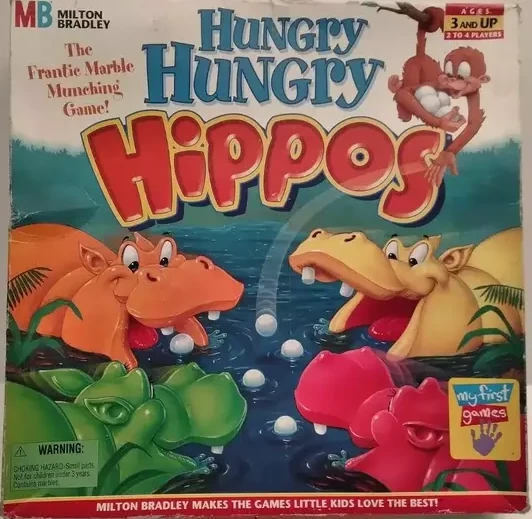 MB MILTON
BRADLEY
AGES
3 AND UP
2 TO 4 PLAYERS
The
Frantic Marble
Munching
Game!
HUNGRY
HUNGRY
HiPPOS
my first
games
WARNING:
CHOKING HAZARD-Small parts.
Not for children under 3 years.
Contains marbles.
MILTON BRADLEY MAKES THE GAMES LITTLE KIDS LOVE THE BEST!